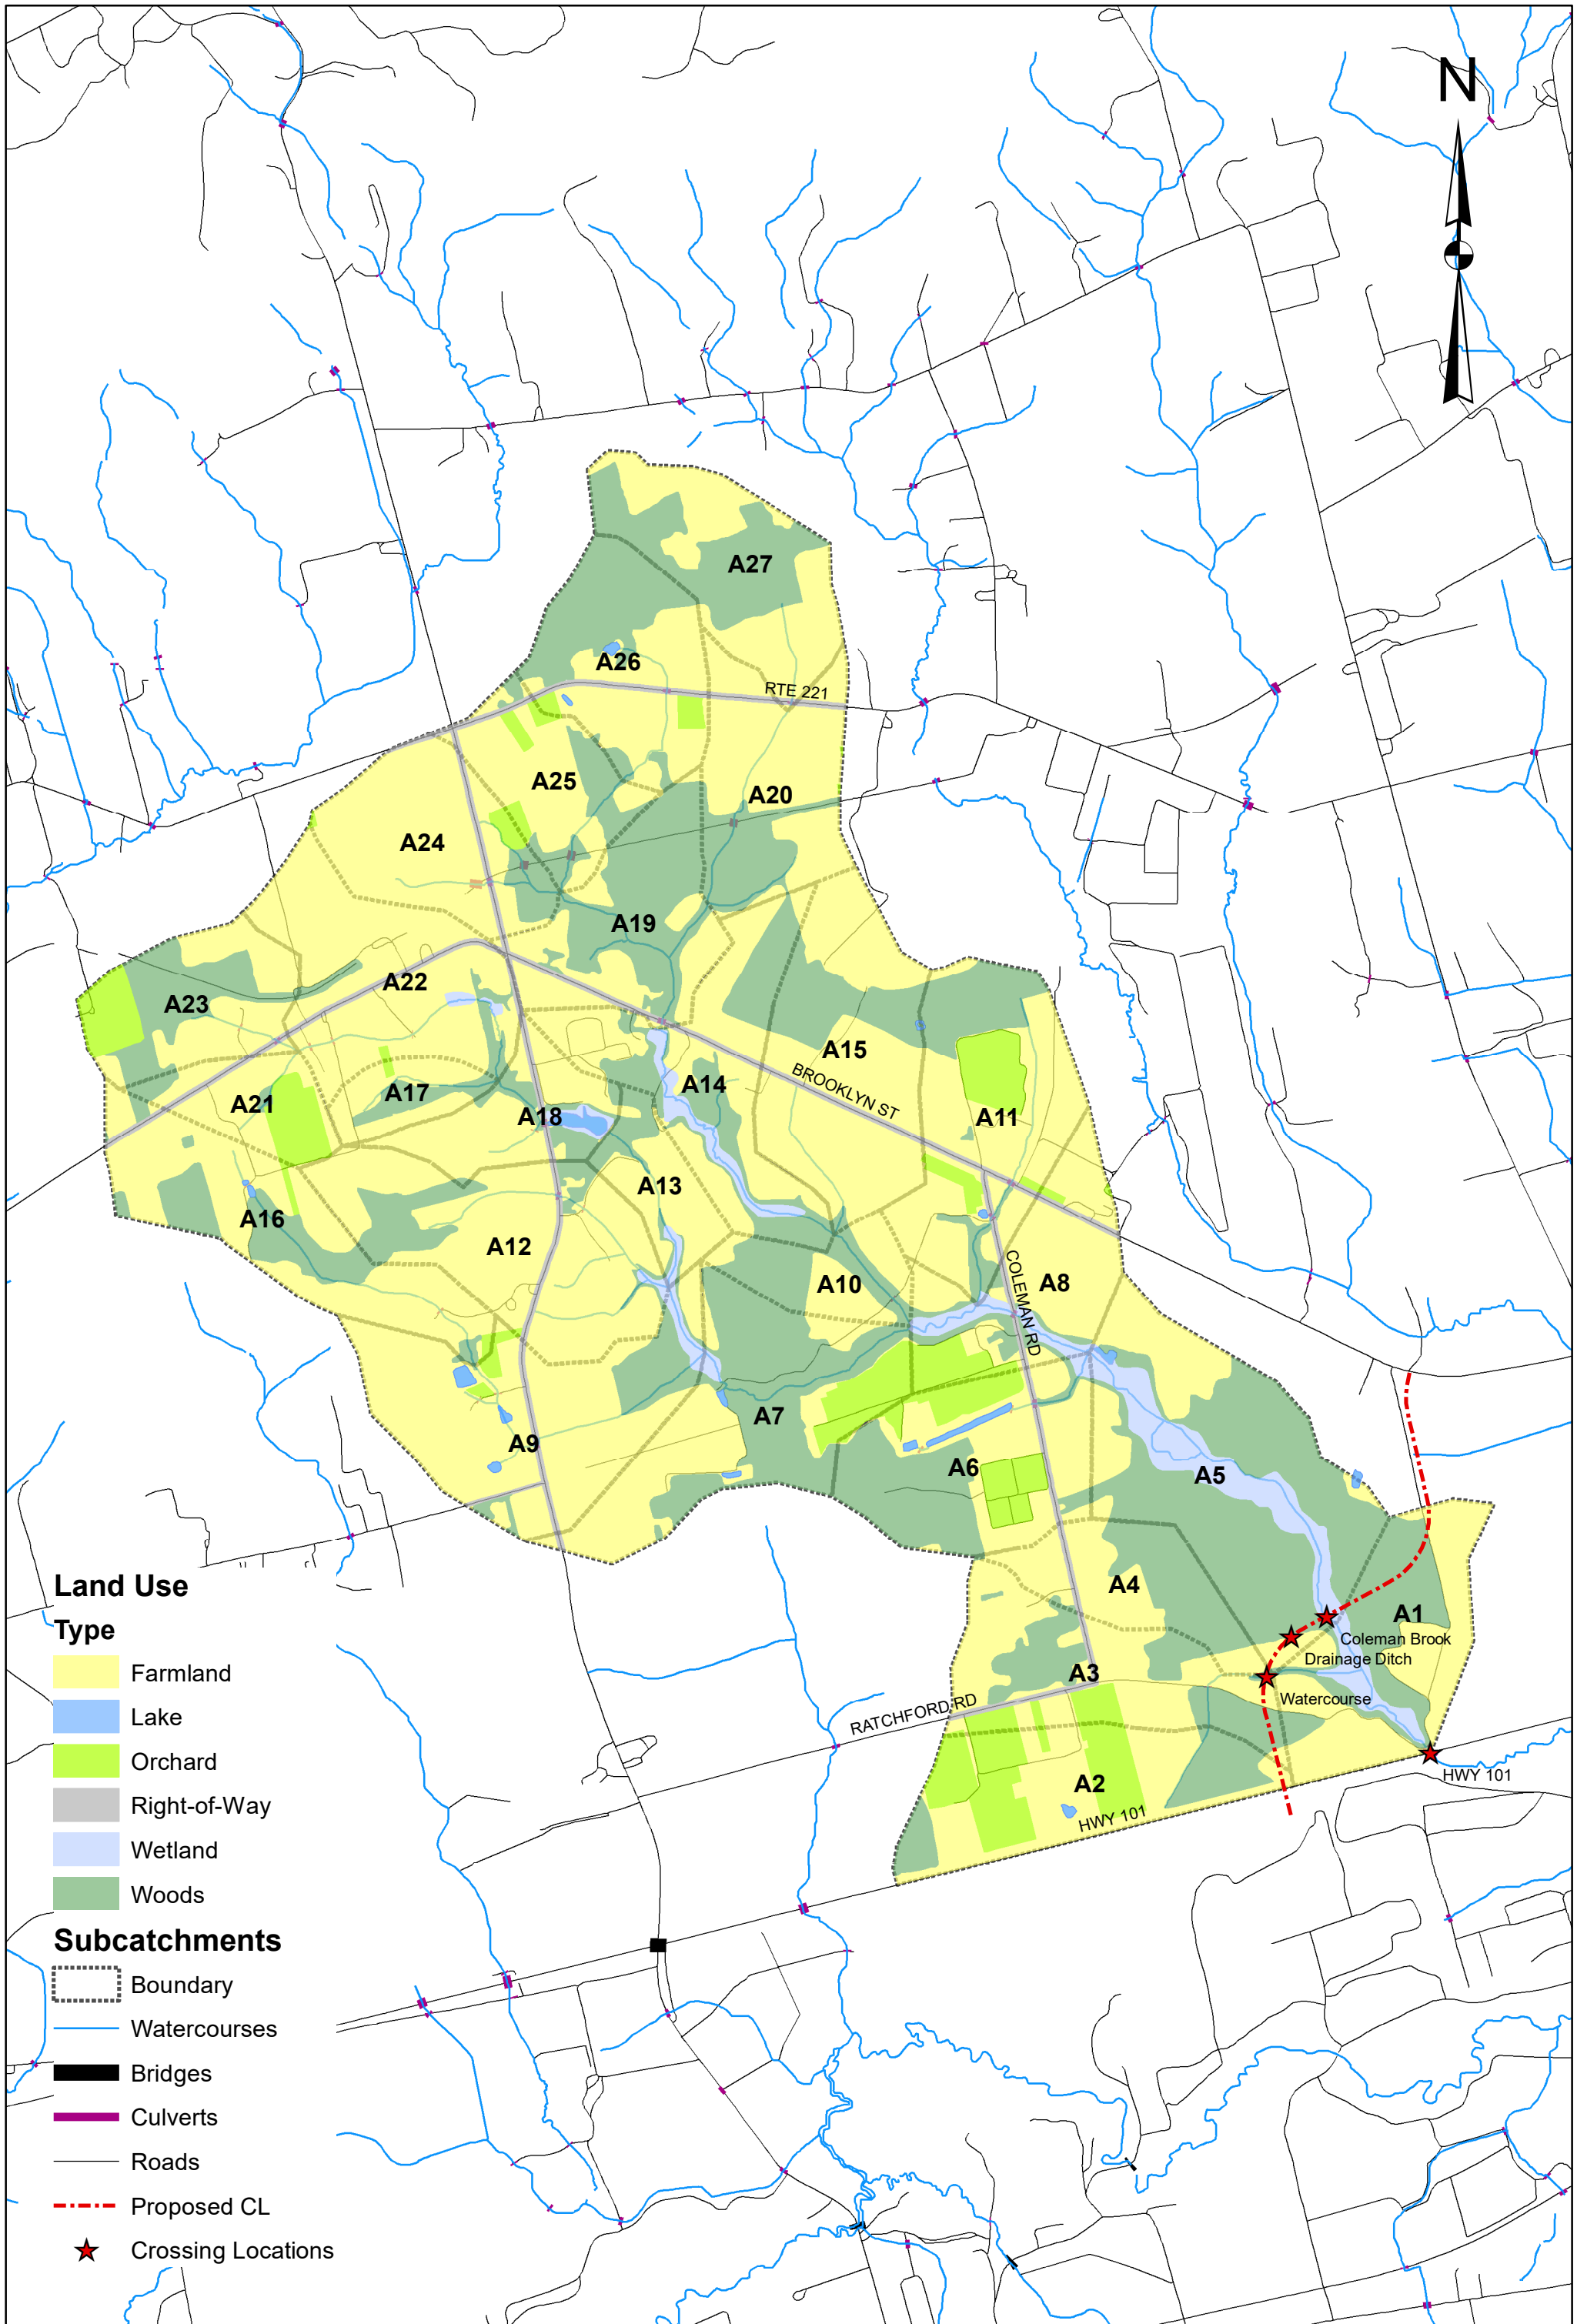 N
A27
A26
RTE 221
A25
A20
A24
A19
A22
A23
A15
A14
BROOKLYN ST
A17
A21
A18
A11
A13
A16
A12
COLEMAN RD
A8
A10
A7
A9
A6
A5
A4
A1
Coleman Brook
Drainage Ditch
A3
Watercourse
RATCHFORD RD
A2
HWY 101
HWY 101
Land Use
Type
Farmland
Lake
Orchard
Right-of-Way
Wetland
Woods
Subcatchments
Boundary
Watercourses
Bridges
Culverts
Roads
Proposed CL
Crossing Locations